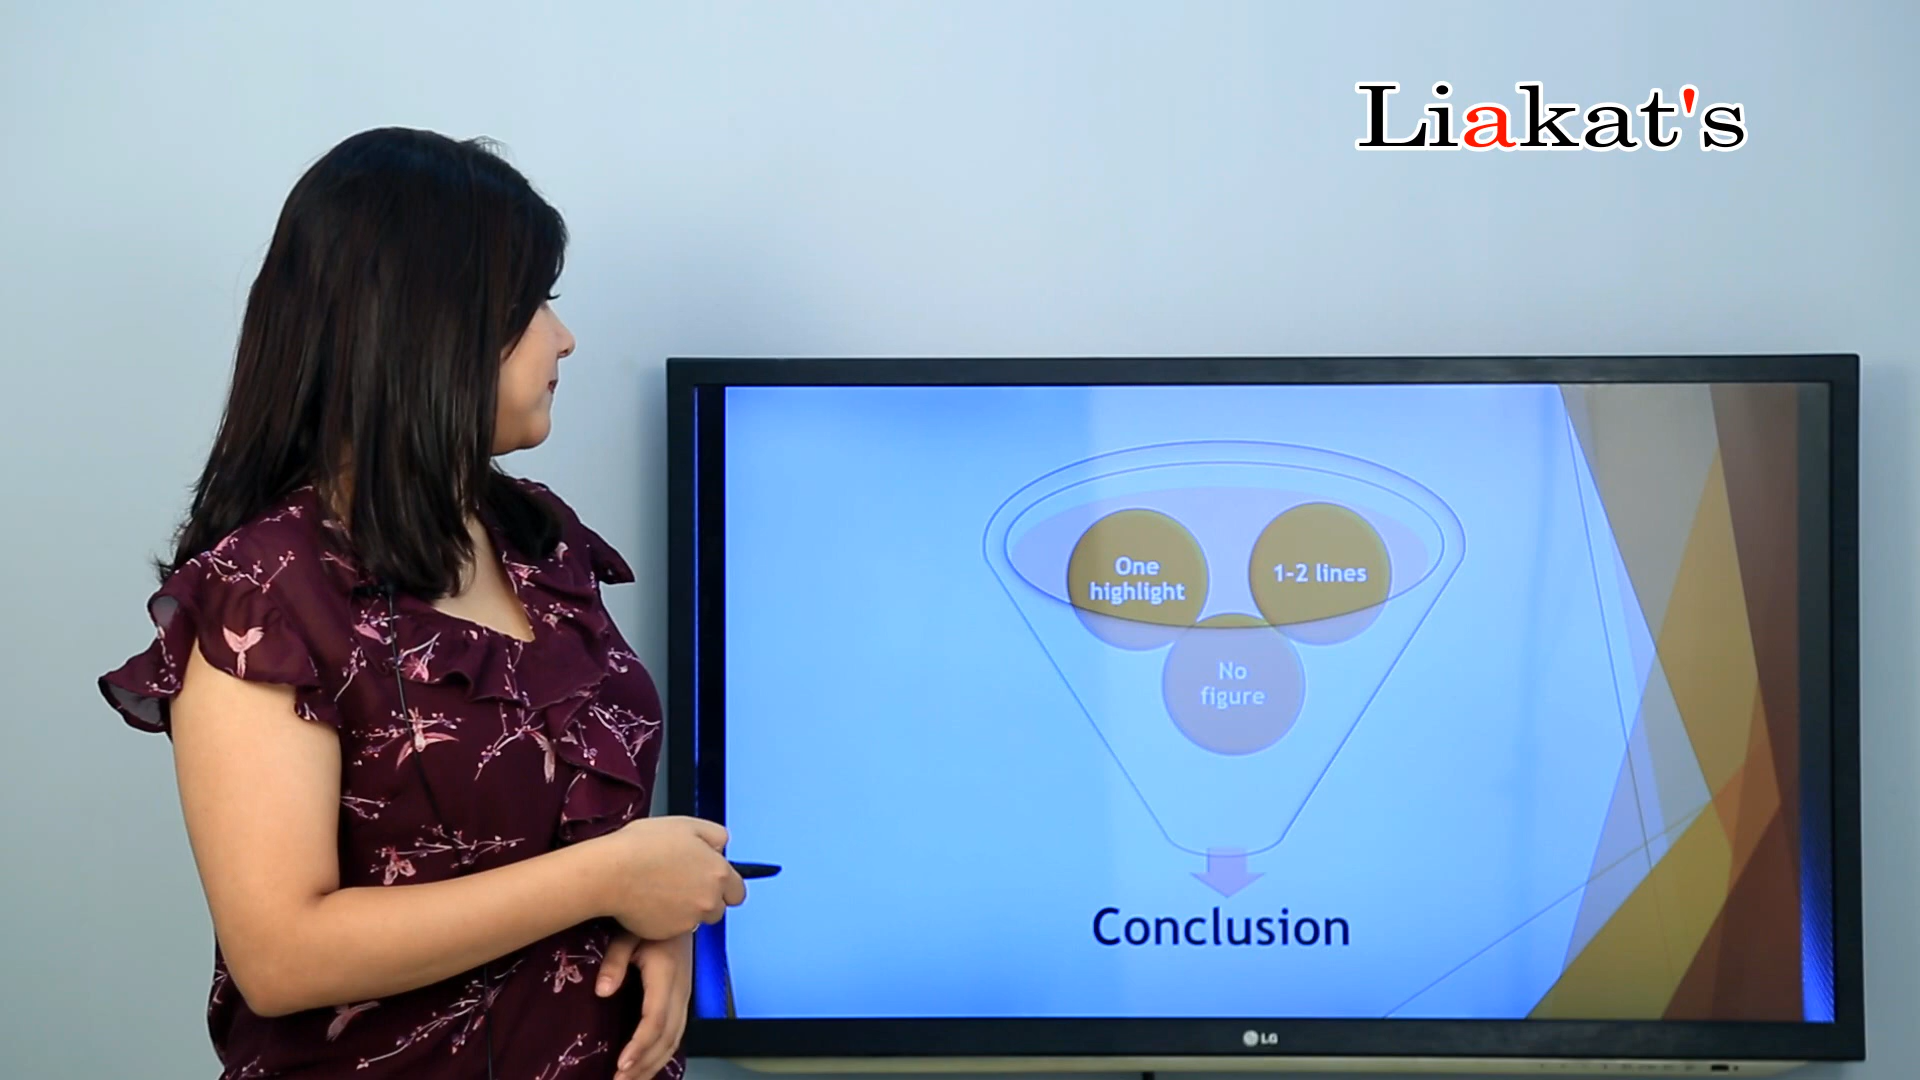 Liakat's
One
highlight
1-2 lines
No
figure
Conclusion
LG